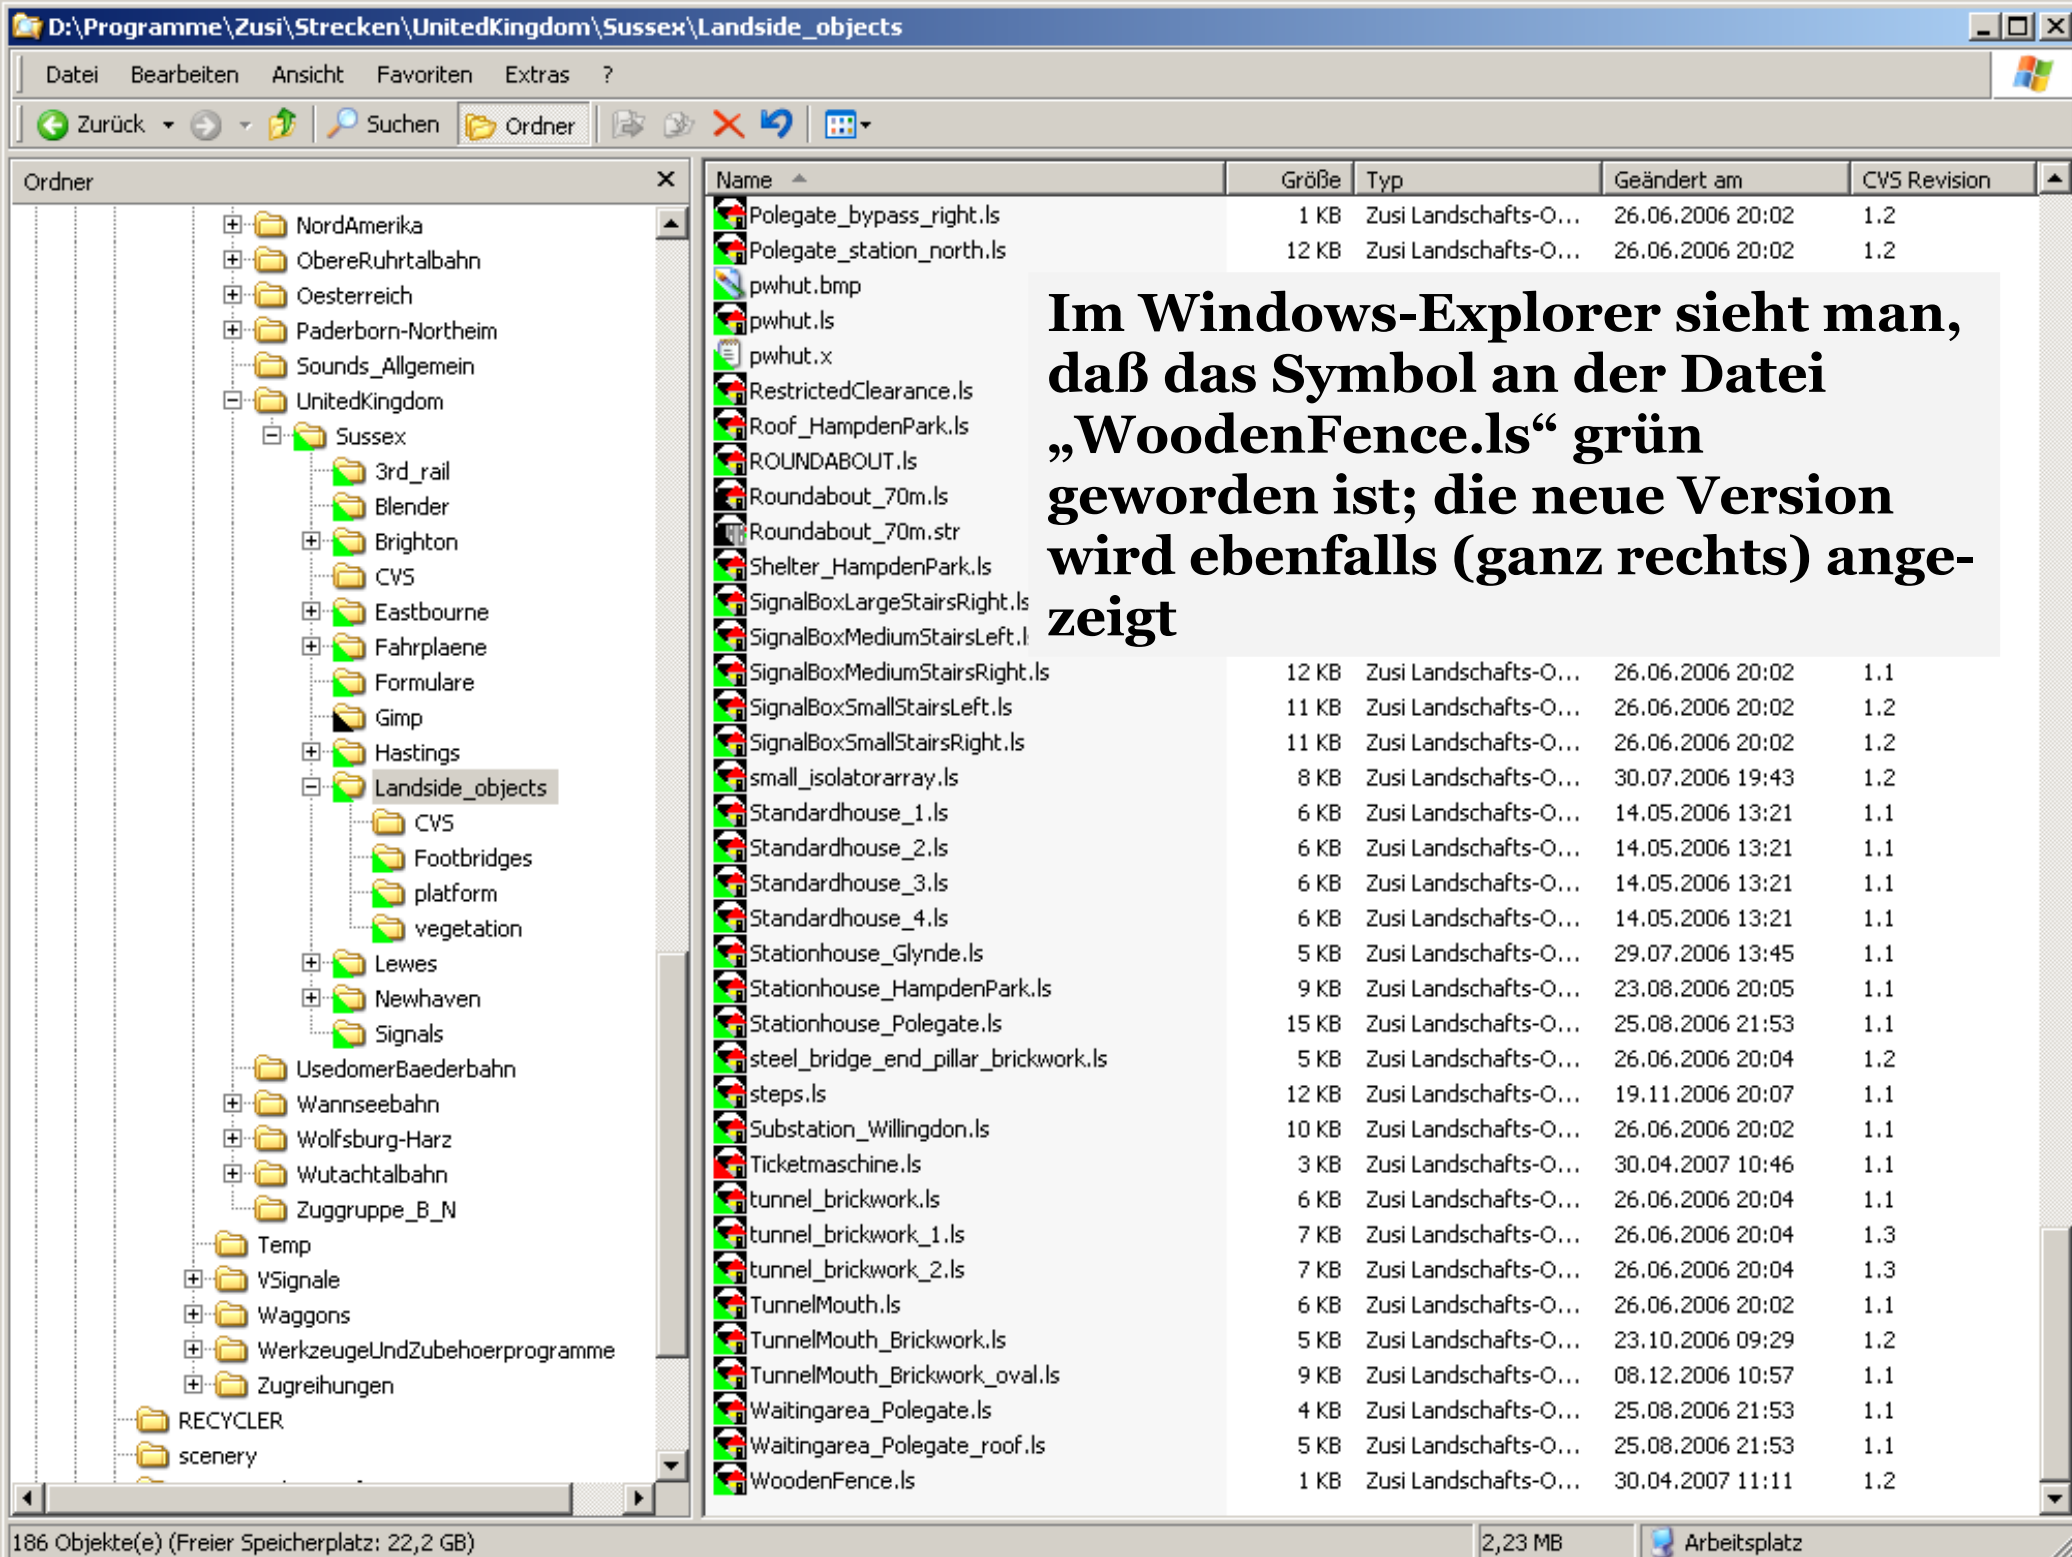 D:\Programme\Zusi\Strecken\UnitedKingdom\Sussex\Landside_objects
Datei Bearbeiten Ansicht Favoriten Extras ?
Zurück Suchen Ordner
Ordner
NordAmerika
ObereRuhrtalbahn
Oesterreich
Paderborn-Northeim
Sounds_Allgemein
UnitedKingdom
Sussex
3rd_rail
Blender
Brighton
CVS
Eastbourne
Fahrplaene
Formulare
Gimp
Hastings
Landside_objects
CVS
Footbridges
platform
vegetation
Lewes
Newhaven
Signals
UsedomerBaederbahn
Wannseebahn
Wolfsburg-Harz
Wutachtalbahn
Zuggruppe_B_N
Temp
VSignale
Waggons
WerkzeugeUndZubehoerprogramme
Zugreihungen
RECYCLER
scenery
Name Größe Typ Geändert am CVS Revision
Polegate_bypass_right.ls 1 KB Zusi Landschafts-O... 26.06.2006 20:02 1.2
Polegate_station_north.ls 12 KB Zusi Landschafts-O... 26.06.2006 20:02 1.2
pwhut.bmp
pwhut.ls
pwhut.x
RestrictedClearance.ls
Roof_HampdenPark.ls
ROUNDABOUT.ls
Roundabout_70m.ls
Roundabout_70m.str
Shelter_HampdenPark.ls
SignalBoxLargeStairsRight.ls
SignalBoxMediumStairsLeft.l
Im Windows-Explorer sieht man,
daß das Symbol an der Datei
„WoodenFence.ls“ grün
geworden ist; die neue Version
wird ebenfalls (ganz rechts) ange-
zeigt
SignalBoxMediumStairsRight.ls 12 KB Zusi Landschafts-O... 26.06.2006 20:02 1.1
SignalBoxSmallStairsLeft.ls 11 KB Zusi Landschafts-O... 26.06.2006 20:02 1.2
SignalBoxSmallStairsRight.ls 11 KB Zusi Landschafts-O... 26.06.2006 20:02 1.2
small_isolatorarray.ls 8 KB Zusi Landschafts-O... 30.07.2006 19:43 1.2
Standardhouse_1.ls 6 KB Zusi Landschafts-O... 14.05.2006 13:21 1.1
Standardhouse_2.ls 6 KB Zusi Landschafts-O... 14.05.2006 13:21 1.1
Standardhouse_3.ls 6 KB Zusi Landschafts-O... 14.05.2006 13:21 1.1
Standardhouse_4.ls 6 KB Zusi Landschafts-O... 14.05.2006 13:21 1.1
Stationhouse_Glynde.ls 5 KB Zusi Landschafts-O... 29.07.2006 13:45 1.1
Stationhouse_HampdenPark.ls 9 KB Zusi Landschafts-O... 23.08.2006 20:05 1.1
Stationhouse_Polegate.ls 15 KB Zusi Landschafts-O... 25.08.2006 21:53 1.1
steel_bridge_end_pillar_brickwork.ls 5 KB Zusi Landschafts-O... 26.06.2006 20:04 1.2
steps.ls 12 KB Zusi Landschafts-O... 19.11.2006 20:07 1.1
Substation_Willingdon.ls 10 KB Zusi Landschafts-O... 26.06.2006 20:02 1.1
Ticketmaschine.ls 3 KB Zusi Landschafts-O... 30.04.2007 10:46 1.1
tunnel_brickwork.ls 6 KB Zusi Landschafts-O... 26.06.2006 20:04 1.1
tunnel_brickwork_1.ls 7 KB Zusi Landschafts-O... 26.06.2006 20:04 1.3
tunnel_brickwork_2.ls 7 KB Zusi Landschafts-O... 26.06.2006 20:04 1.3
TunnelMouth.ls 6 KB Zusi Landschafts-O... 26.06.2006 20:02 1.1
TunnelMouth_Brickwork.ls 5 KB Zusi Landschafts-O... 23.10.2006 09:29 1.2
TunnelMouth_Brickwork_oval.ls 9 KB Zusi Landschafts-O... 08.12.2006 10:57 1.1
Waitingarea_Polegate.ls 4 KB Zusi Landschafts-O... 25.08.2006 21:53 1.1
Waitingarea_Polegate_roof.ls 5 KB Zusi Landschafts-O... 25.08.2006 21:53 1.1
WoodenFence.ls 1 KB Zusi Landschafts-O... 30.04.2007 11:11 1.2
186 Objekte(e) (Freier Speicherplatz: 22,2 GB) 2,23 MB Arbeitsplatz